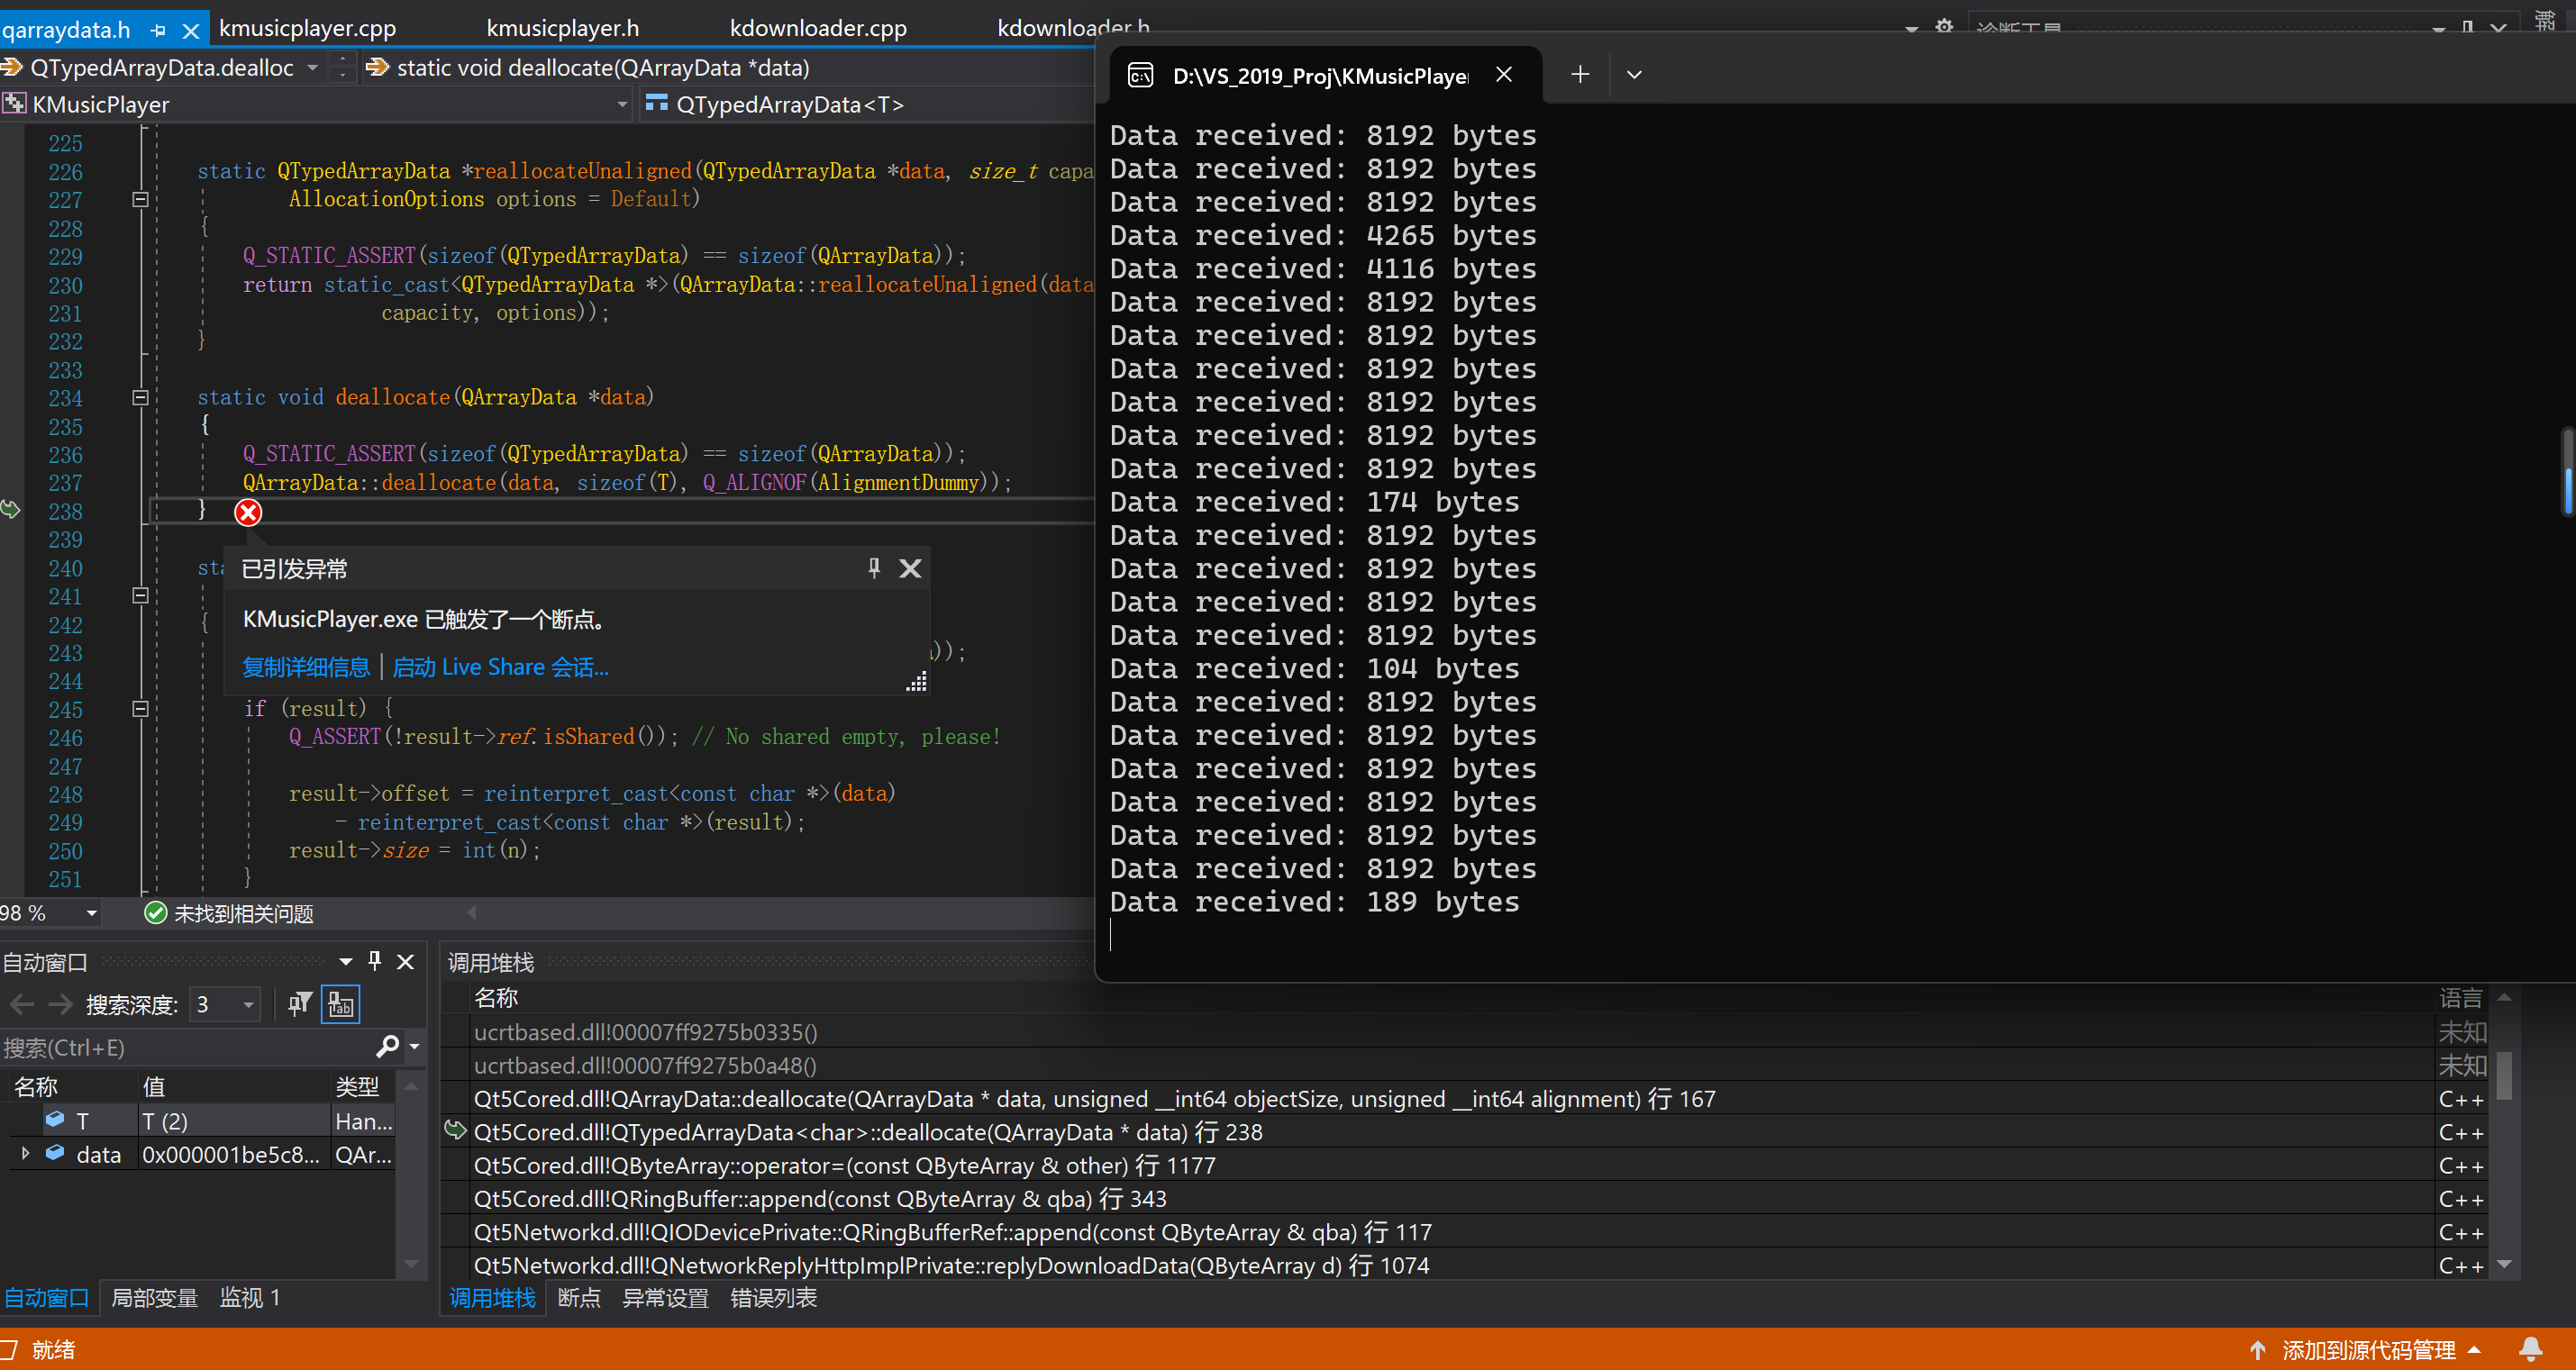 qarraydata.h
kmusicplayer.cpp
kmusicplayer.h
kdownloader.cpp
kdownloader.h
诊断工具
QTypedArrayData.dealloc
static void deallocate(QArrayData *data)
KMusicPlayer
QTypedArrayData<T>
225
226 static QTypedArrayData *reallocateUnaligned(QTypedArrayData *data, size_t capa
227 AllocationOptions options = Default)
228 {
229 Q_STATIC_ASSERT(sizeof(QTypedArrayData) == sizeof(QArrayData));
230 return static_cast<QTypedArrayData *>(QArrayData::reallocateUnaligned(data
231 capacity, options));
232 }
233
234 static void deallocate(QArrayData *data)
235 {
236 Q_STATIC_ASSERT(sizeof(QTypedArrayData) == sizeof(QArrayData));
237 QArrayData::deallocate(data, sizeof(T), Q_ALIGNOF(AlignmentDummy));
238 }
239
240 sta
241
242 {
243 ));
244
245 if (result) {
246 Q_ASSERT(!result->ref.isShared()); // No shared empty, please!
247
248 result->offset = reinterpret_cast<const char *>(data)
249 - reinterpret_cast<const char *>(result);
250 result->size = int(n);
251 }
已引发异常
KMusicPlayer.exe 已触发了一个断点。
复制详细信息 | 启动 Live Share 会话...
98 %
未找到相关问题
D:\VS_2019_Proj\KMusicPlaye
Data received: 8192 bytes
Data received: 8192 bytes
Data received: 8192 bytes
Data received: 4265 bytes
Data received: 4116 bytes
Data received: 8192 bytes
Data received: 8192 bytes
Data received: 8192 bytes
Data received: 8192 bytes
Data received: 8192 bytes
Data received: 8192 bytes
Data received: 174 bytes
Data received: 8192 bytes
Data received: 8192 bytes
Data received: 8192 bytes
Data received: 8192 bytes
Data received: 104 bytes
Data received: 8192 bytes
Data received: 8192 bytes
Data received: 8192 bytes
Data received: 8192 bytes
Data received: 8192 bytes
Data received: 8192 bytes
Data received: 189 bytes
自动窗口
搜索深度: 3
搜索(Ctrl+E)
名称 值 类型
T T (2) Han...
data 0x000001be5c8... QAr...
自动窗口 局部变量 监视 1
调用堆栈
名称 语言
ucrtbased.dll!00007ff9275b0335() 未知
ucrtbased.dll!00007ff9275b0a48() 未知
Qt5Cored.dll!QArrayData::deallocate(QArrayData * data, unsigned __int64 objectSize, unsigned __int64 alignment) 行 167 C++
Qt5Cored.dll!QTypedArrayData<char>::deallocate(QArrayData * data) 行 238 C++
Qt5Cored.dll!QByteArray::operator=(const QByteArray & other) 行 1177 C++
Qt5Cored.dll!QRingBuffer::append(const QByteArray & qba) 行 343 C++
Qt5Networkd.dll!QIODevicePrivate::QRingBufferRef::append(const QByteArray & qba) 行 117 C++
Qt5Networkd.dll!QNetworkReplyHttpImplPrivate::replyDownloadData(QByteArray d) 行 1074 C++
调用堆栈 断点 异常设置 错误列表
就绪
添加到源代码管理